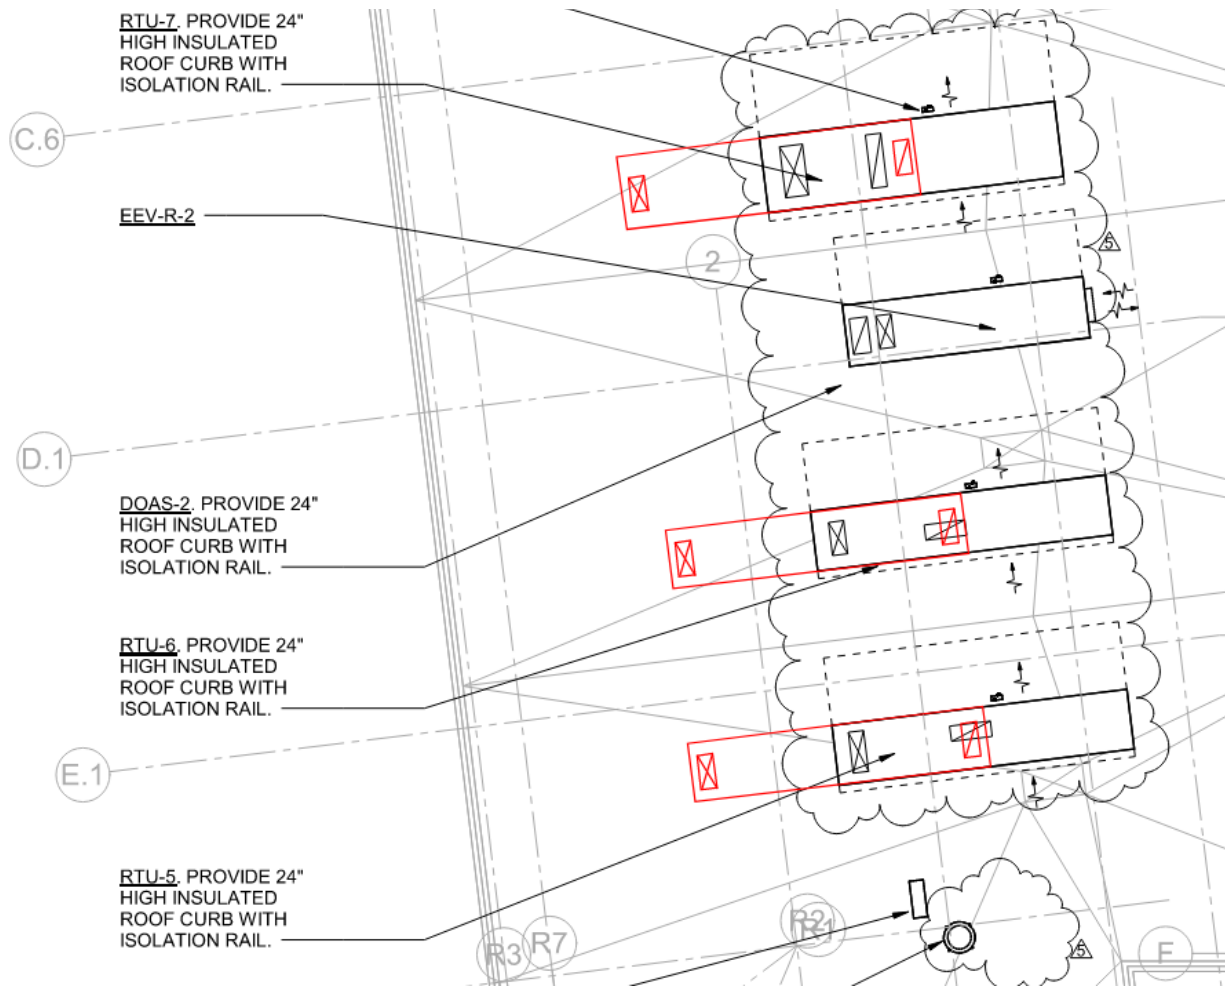 RTU-7. PROVIDE 24"
HIGH INSULATED
ROOF CURB WITH
ISOLATION RAIL.
C.6
EEV-R-2
2
5
D.1
DOAS-2. PROVIDE 24"
HIGH INSULATED
ROOF CURB WITH
ISOLATION RAIL.
RTU-6. PROVIDE 24"
HIGH INSULATED
ROOF CURB WITH
ISOLATION RAIL.
E.1
RTU-5. PROVIDE 24"
HIGH INSULATED
ROOF CURB WITH
ISOLATION RAIL.
R3
R7
R2
R1
5
F